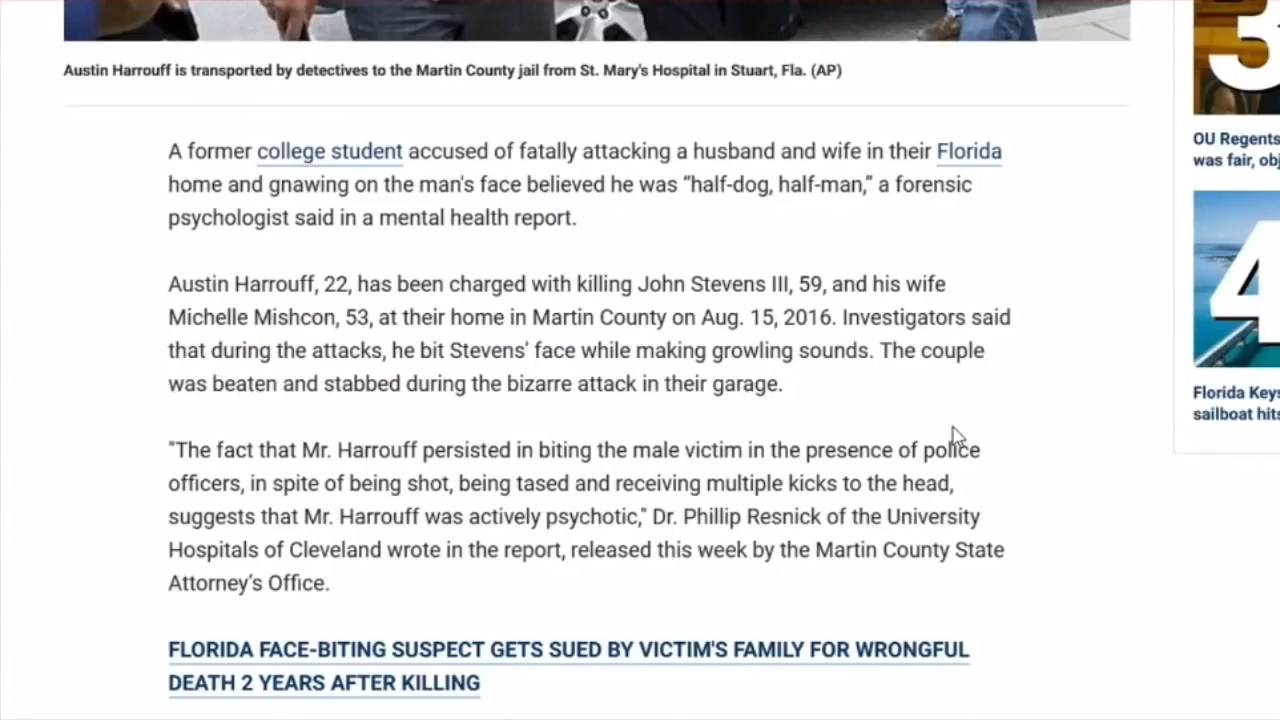 Austin Harrouff is transported by detectives to the Martin County jail from St. Mary's Hospital in Stuart, Fla. (AP)
A former college student accused of fatally attacking a husband and wife in their Florida
home and gnawing on the man's face believed he was “half-dog, half-man,” a forensic
psychologist said in a mental health report.
Austin Harrouff, 22, has been charged with killing John Stevens III, 59, and his wife
Michelle Mishcon, 53, at their home in Martin County on Aug. 15, 2016. Investigators said
that during the attacks, he bit Stevens' face while making growling sounds. The couple
was beaten and stabbed during the bizarre attack in their garage.
"The fact that Mr. Harrouff persisted in biting the male victim in the presence of police
officers, in spite of being shot, being tased and receiving multiple kicks to the head,
suggests that Mr. Harrouff was actively psychotic," Dr. Phillip Resnick of the University
Hospitals of Cleveland wrote in the report, released this week by the Martin County State
Attorney’s Office.
FLORIDA FACE-BITING SUSPECT GETS SUED BY VICTIM'S FAMILY FOR WRONGFUL
DEATH 2 YEARS AFTER KILLING
3
OU Regents
was fair,
4
Florida Keys
sailboat hits